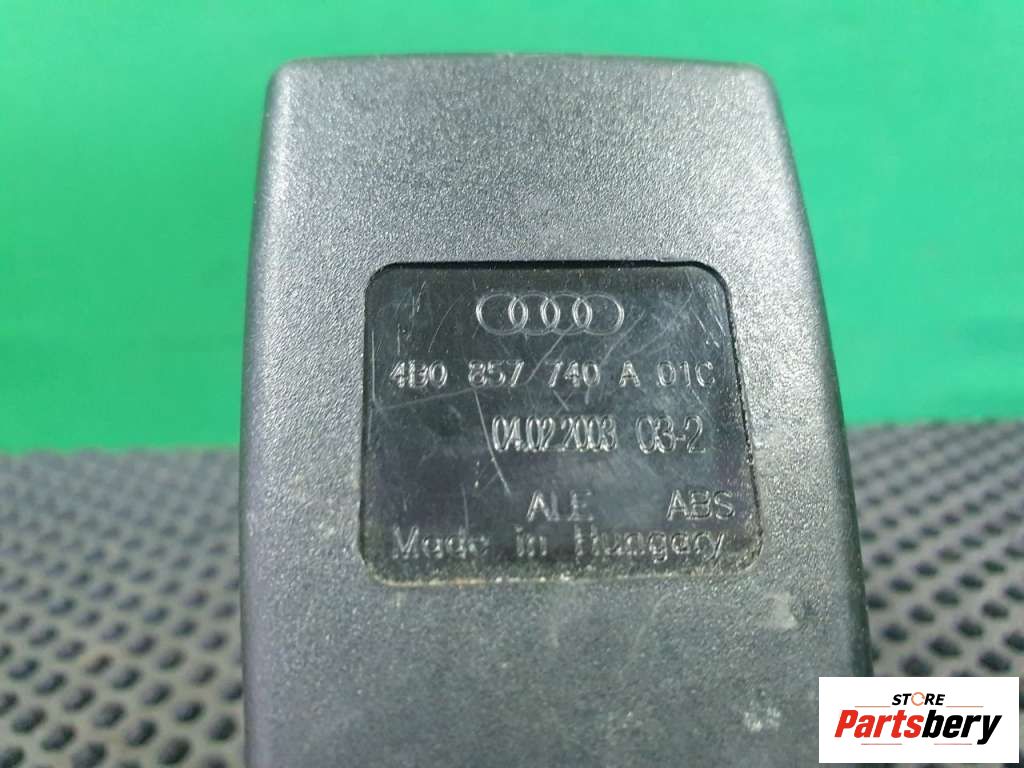 4B0 857 740 A 01C
04.02.2003 03-2
ALE ABS
Made in Hungary
STORE
Partsbery